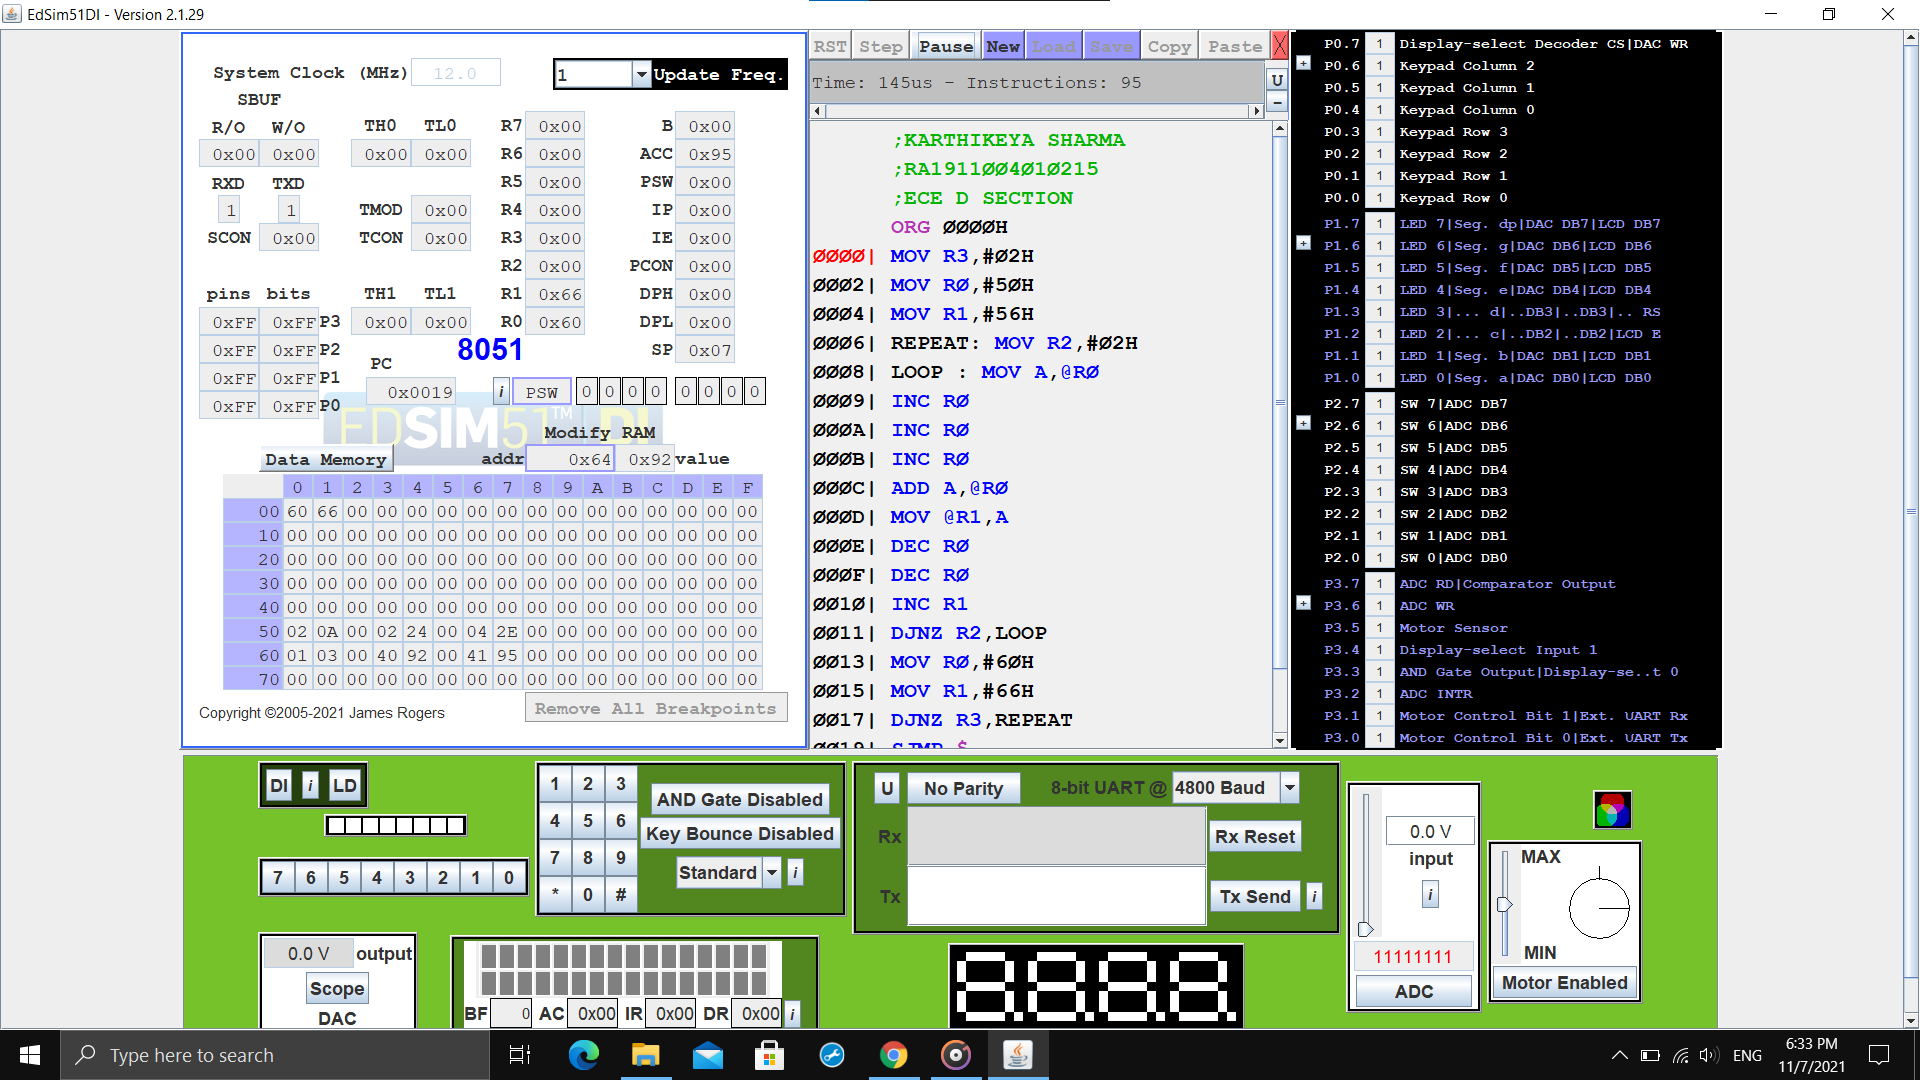 EdSim51DI - Version 2.1.29
System Clock (MHz) 12.0
1 Update Freq.
SBUF
R/O W/O TH0 TL0 R7 0x00 B 0x00
0x00 0x00 0x00 0x00 R6 0x00 ACC 0x95
RXD TXD R5 0x00 PSW 0x00
1 1 TMOD 0x00 R4 0x00 IP 0x00
SCON 0x00 TCON 0x00 R3 0x00 IE 0x00
R2 0x00 PCON 0x00
pins bits TH1 TL1 R1 0x66 DPH 0x00
0xFF 0xFF P3 0x00 0x00 R0 0x60 DPL 0x00
0xFF 0xFF P2 8051 SP 0x07
0xFF 0xFF P1 PC
0xFF 0xFF P0 0x0019 i PSW 0 0 0 0 0 0 0 0
EDSIM51™ DI
Modify RAM
Data Memory addr 0x64 0x92 value
0 1 2 3 4 5 6 7 8 9 A B C D E F
00 60 66 00 00 00 00 00 00 00 00 00 00 00 00 00 00
10 00 00 00 00 00 00 00 00 00 00 00 00 00 00 00 00
20 00 00 00 00 00 00 00 00 00 00 00 00 00 00 00 00
30 00 00 00 00 00 00 00 00 00 00 00 00 00 00 00 00
40 00 00 00 00 00 00 00 00 00 00 00 00 00 00 00 00
50 02 0A 00 02 24 00 04 2E 00 00 00 00 00 00 00 00
60 01 03 00 40 92 00 41 95 00 00 00 00 00 00 00 00
70 00 00 00 00 00 00 00 00 00 00 00 00 00 00 00 00
Copyright ©2005-2021 James Rogers
Remove All Breakpoints
RST Step Pause New Load Save Copy Paste X
Time: 145us - Instructions: 95
U
-
;KARTHIKEYA SHARMA
;RA1911004010215
;ECE D SECTION
ORG 0000H
0000| MOV R3,#02H
0002| MOV R0,#50H
0004| MOV R1,#56H
0006| REPEAT: MOV R2,#02H
0008| LOOP : MOV A,@R0
0009| INC R0
000A| INC R0
000B| INC R0
000C| ADD A,@R0
000D| MOV @R1,A
000E| DEC R0
000F| DEC R0
0010| INC R1
0011| DJNZ R2,LOOP
0013| MOV R0,#60H
0015| MOV R1,#66H
0017| DJNZ R3,REPEAT
0019| SJMP $
P0.7 1 Display-select Decoder CS|DAC WR
+ P0.6 1 Keypad Column 2
P0.5 1 Keypad Column 1
P0.4 1 Keypad Column 0
P0.3 1 Keypad Row 3
P0.2 1 Keypad Row 2
P0.1 1 Keypad Row 1
P0.0 1 Keypad Row 0
P1.7 1 LED 7|Seg. dp|DAC DB7|LCD DB7
+ P1.6 1 LED 6|Seg. g|DAC DB6|LCD DB6
P1.5 1 LED 5|Seg. f|DAC DB5|LCD DB5
P1.4 1 LED 4|Seg. e|DAC DB4|LCD DB4
P1.3 1 LED 3|... d|..DB3|..DB3|.. RS
P1.2 1 LED 2|... c|..DB2|..DB2|LCD E
P1.1 1 LED 1|Seg. b|DAC DB1|LCD DB1
P1.0 1 LED 0|Seg. a|DAC DB0|LCD DB0
P2.7 1 SW 7|ADC DB7
+ P2.6 1 SW 6|ADC DB6
P2.5 1 SW 5|ADC DB5
P2.4 1 SW 4|ADC DB4
P2.3 1 SW 3|ADC DB3
P2.2 1 SW 2|ADC DB2
P2.1 1 SW 1|ADC DB1
P2.0 1 SW 0|ADC DB0
P3.7 1 ADC RD|Comparator Output
+ P3.6 1 ADC WR
P3.5 1 Motor Sensor
P3.4 1 Display-select Input 1
P3.3 1 AND Gate Output|Display-se..t 0
P3.2 1 ADC INTR
P3.1 1 Motor Control Bit 1|Ext. UART Rx
P3.0 1 Motor Control Bit 0|Ext. UART Tx
DI i LD
7 6 5 4 3 2 1 0
1 2 3
4 5 6
7 8 9
* 0 #
AND Gate Disabled
Key Bounce Disabled
Standard i
U No Parity 8-bit UART @ 4800 Baud
Rx Rx Reset
Tx Tx Send i
0.0 V
input
i
11111111
ADC
MAX
MIN
Motor Enabled
0.0 V output
Scope
DAC
BF 0 AC 0x00 IR 0x00 DR 0x00 i
8.8.8.8.
Type here to search
ENG
6:33 PM
11/7/2021